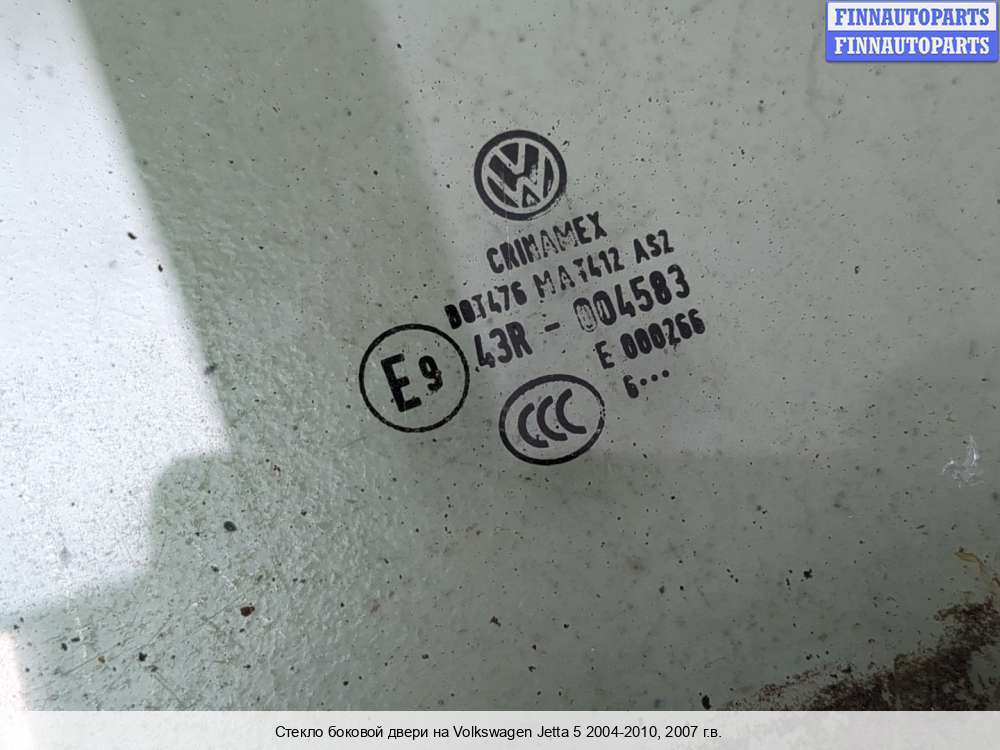 FINNAUTOPARTS
FINNAUTOPARTS
CRINAMEX
DOT476 MAT412 AS2
43R - 004583
E 000266
E9
6•••
CCC
Стекло боковой двери на Volkswagen Jetta 5 2004-2010, 2007 г.в.